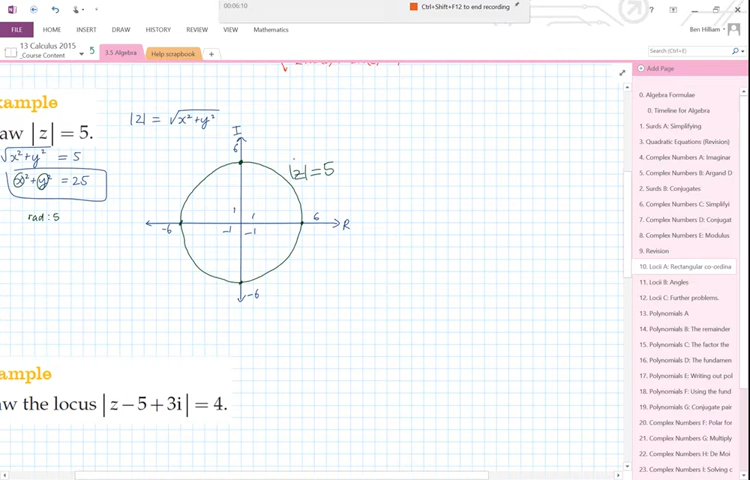 00:06:10
Ctrl+Shift+F12 to end recording
FILE HOME INSERT DRAW HISTORY REVIEW VIEW Mathematics
Ben Hilliam
13 Calculus 2015
_Course Content
5
3.5 Algebra
Help scrapbook
Search (Ctrl+E)
Add Page
0. Algebra Formulae
0. Timeline for Algebra
1. Surds A: Simplifying
3. Quadratic Equations (Revision)
4. Complex Numbers A: Imaginar
5. Complex Numbers B: Argand D
2. Surds B: Conjugates
6. Complex Numbers C: Simplifyi
7. Complex Numbers D: Conjugat
8. Complex Numbers E: Modulus
9. Revision
10. Locii A: Rectangular co-ordina
11. Locii B: Angles
12. Locii C: Further problems.
13. Polynomials A
14. Polynomials B: The remainder
15. Polynomials C: The factor the
16. Polynomials D: The fundamen
17. Polynomials E: Writing out pol
18. Polynomials F: Using the fund
19. Polynomials G: Conjugate pair
20. Complex Numbers F: Polar for
21. Complex Numbers G: Multiply
22. Complex Numbers H: De Moi
23. Complex Numbers I: Solving c
xample
aw |z| = 5.
√x²+y² = 5
x²+y² = 25
rad : 5
|z| = √x²+y²
I
6
|z| = 5
1 1
-6 -1 -1 6 R
-6
ample
aw the locus |z − 5 + 3i| = 4.